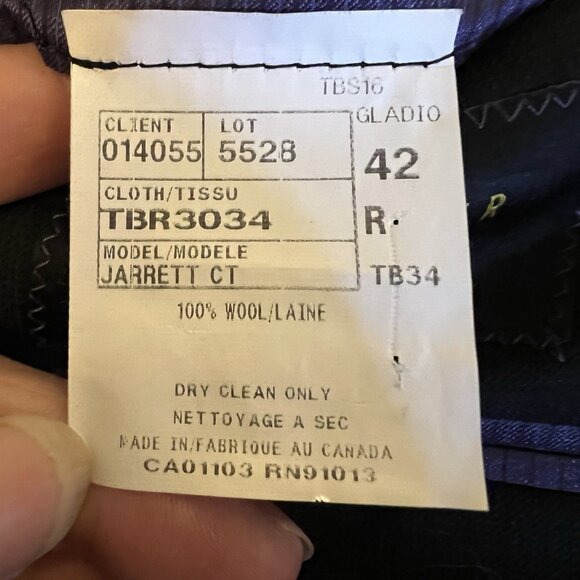 TBS16
GLADIO
CLIENT LOT
014055 5528
42
CLOTH/TISSU
TBR3034
R
MODEL/MODELE
JARRETT CT
TB34
100% WOOL/LAINE
DRY CLEAN ONLY
NETTOYAGE A SEC
MADE IN/FABRIQUE AU CANADA
CA01103 RN91013
R